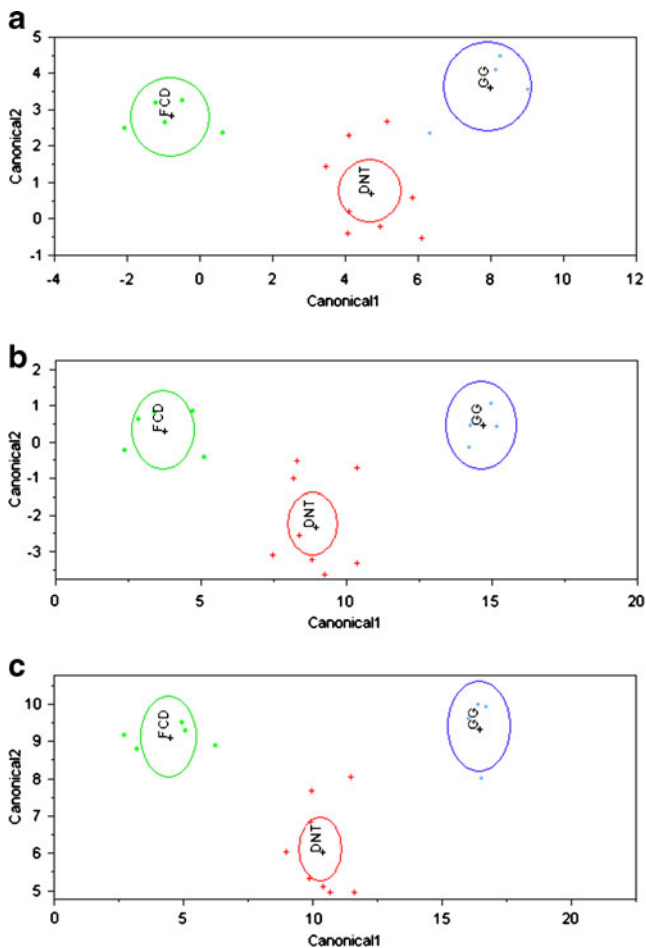 a
5
4
3
2
1
0
-1
Canonical2
FCD
DNT
GG
-4 -2 0 2 4 6 8 10 12
Canonical1
b
2
1
0
-1
-2
-3
Canonical2
FCD
DNT
GG
0 5 10 15 20
Canonical1
c
10
9
8
7
6
5
Canonical2
FCD
DNT
GG
0 5 10 15 20
Canonical1